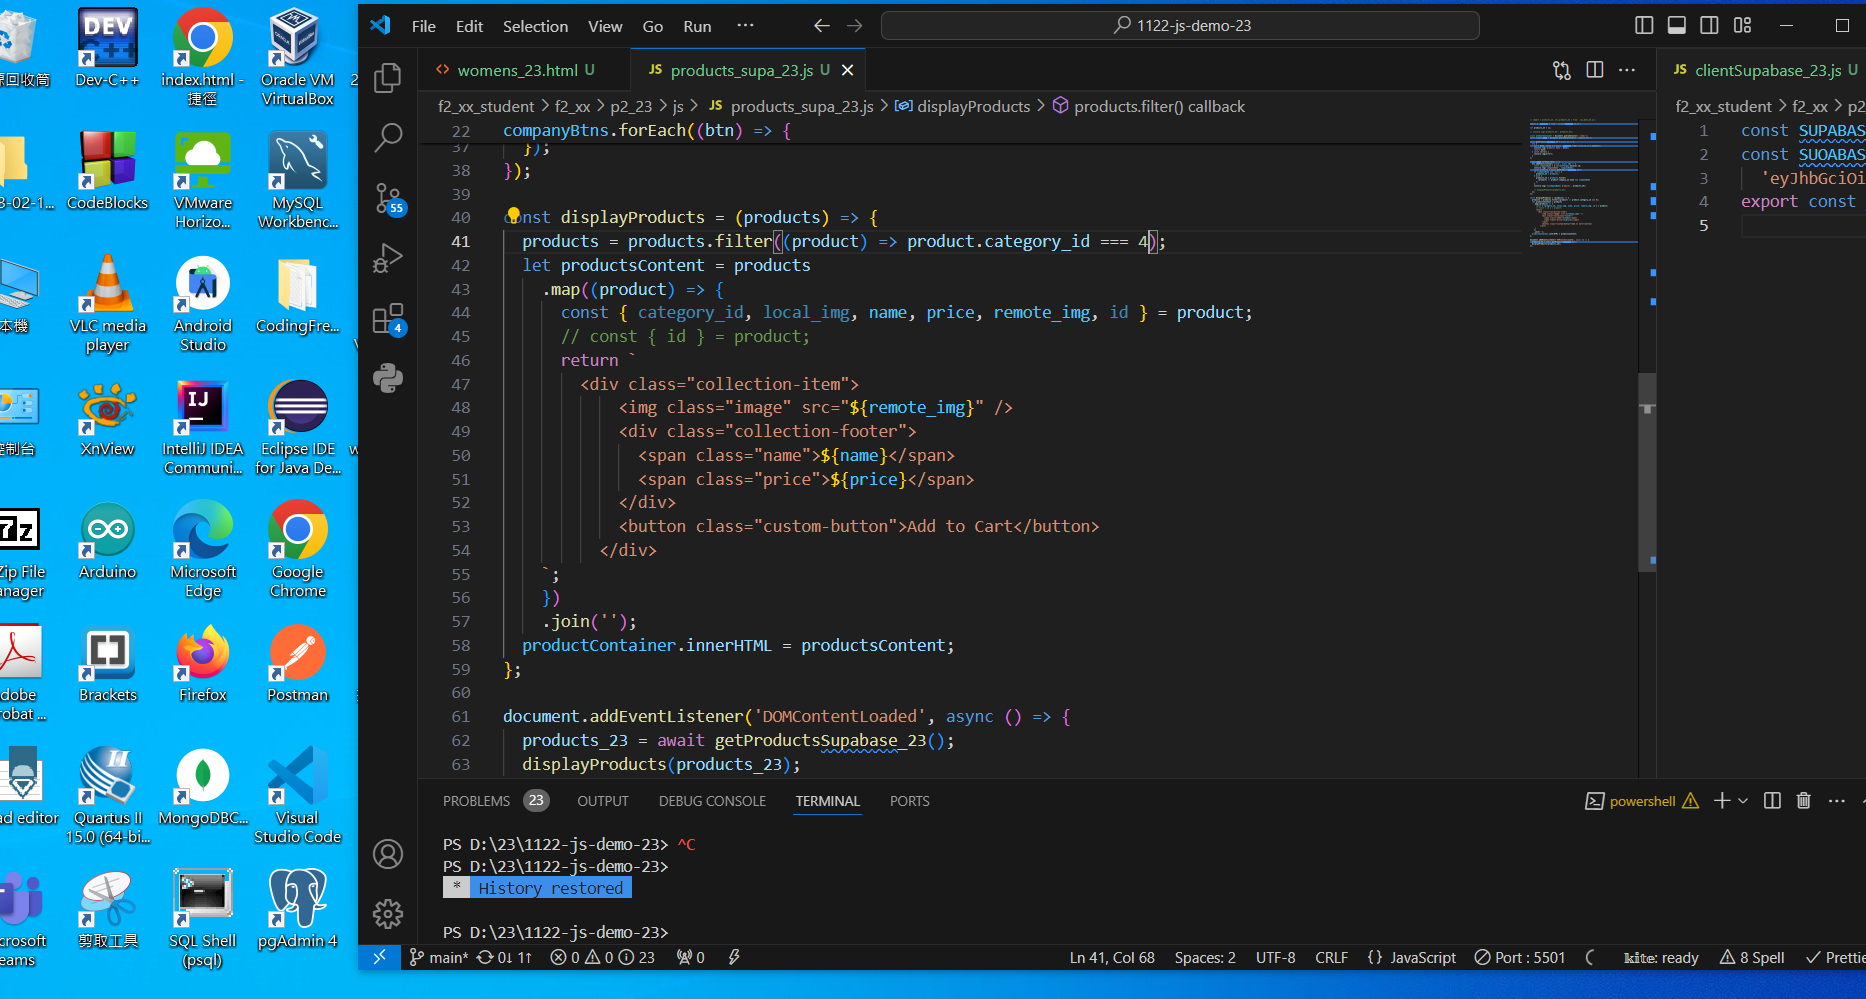 File Edit Selection View Go Run ···
1122-js-demo-23
womens_23.html U
JS products_supa_23.js U
JS clientSupabase_23.js U
f2_xx_student > f2_xx > p2_23 > js > JS products_supa_23.js > displayProducts > products.filter() callback
f2_xx_student > f2_xx > p2
22 companyBtns.forEach((btn) => {
37 });
38 });
39
40 const displayProducts = (products) => {
41 products = products.filter((product) => product.category_id === 4);
42 let productsContent = products
43 .map((product) => {
44 const { category_id, local_img, name, price, remote_img, id } = product;
45 // const { id } = product;
46 return `
47 <div class="collection-item">
48 <img class="image" src="${remote_img}" />
49 <div class="collection-footer">
50 <span class="name">${name}</span>
51 <span class="price">${price}</span>
52 </div>
53 <button class="custom-button">Add to Cart</button>
54 </div>
55 `;
56 })
57 .join('');
58 productContainer.innerHTML = productsContent;
59 };
60
61 document.addEventListener('DOMContentLoaded', async () => {
62 products_23 = await getProductsSupabase_23();
63 displayProducts(products_23);
1 const SUPABAS
2 const SUOABAS
3 'eyJhbGciOi
4 export const
5
55
4
PROBLEMS 23 OUTPUT DEBUG CONSOLE TERMINAL PORTS
powershell
PS D:\23\1122-js-demo-23> ^C
PS D:\23\1122-js-demo-23>
* History restored
PS D:\23\1122-js-demo-23>
main* 0↓ 1↑ 0 0 23 0
Ln 41, Col 68 Spaces: 2 UTF-8 CRLF {} JavaScript Port : 5501 kite: ready 8 Spell Prettie
回收筒
DEV C++
Dev-C++
index.html - 捷徑
Oracle VM VirtualBox
3-02-1...
CodeBlocks
VMware Horizo...
MySQL Workbenc...
本機
VLC media player
Android Studio
CodingFre...
制台
XnView
IJ
IntelliJ IDEA Communi...
Eclipse IDE for Java De...
7z
Zip File
anager
Arduino
Microsoft Edge
Google Chrome
dobe
robat ...
Brackets
Firefox
Postman
ad editor
Quartus II 15.0 (64-bi...
MongoDBC...
Visual Studio Code
crosoft
eams
剪取工具
SQL Shell (psql)
pgAdmin 4